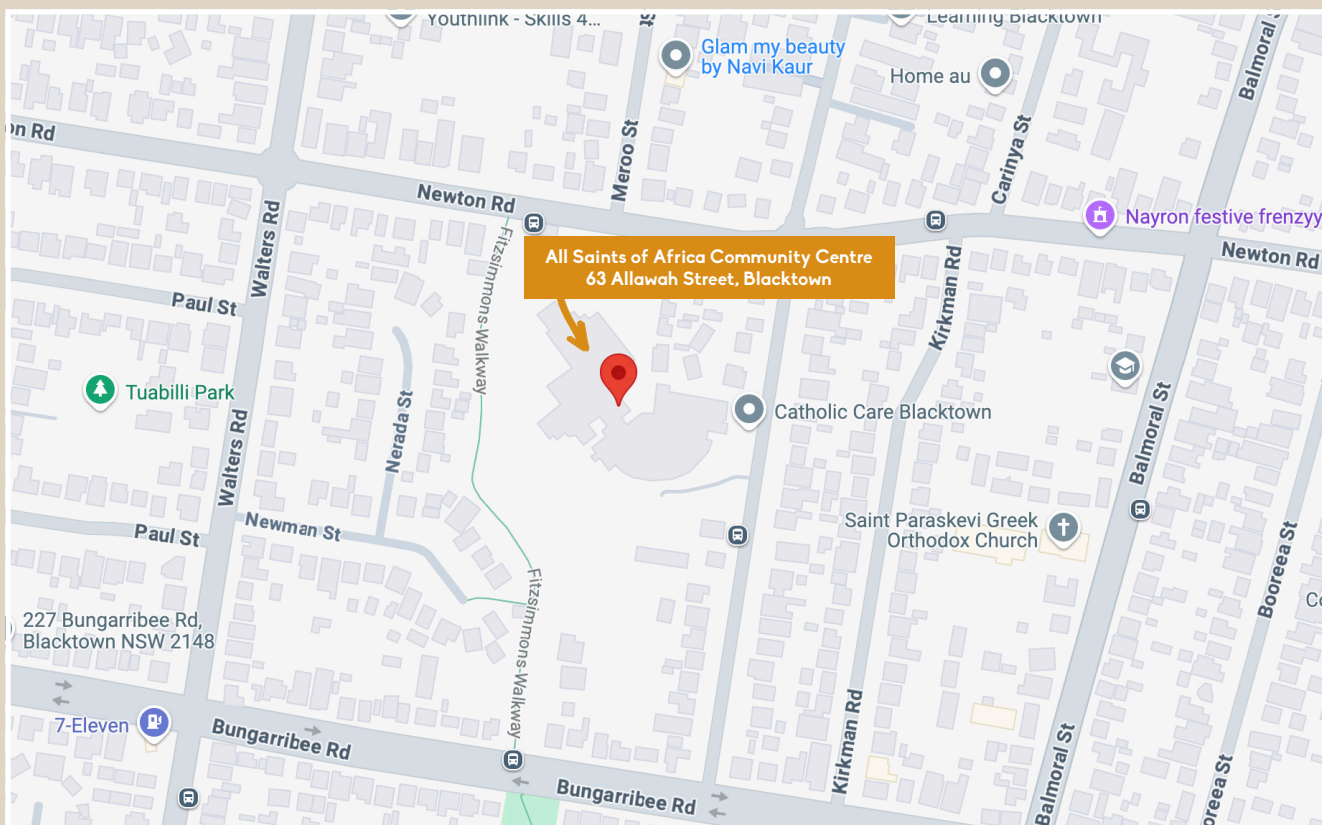 Youthlink - Skills 4...
Learning Blacktown
Balmoral S
St
Glam my beauty
by Navi Kaur
Home au
on Rd
Meroo St
Carinya St
Newton Rd
Walters Rd
Nayron festive frenzyy
Newton Rd
Fitzsimmons-Walkway
All Saints of Africa Community Centre
63 Allawah Street, Blacktown
Paul St
Kirkman Rd
Tuabilli Park
Nerada St
Catholic Care Blacktown
Balmoral St
Walters Rd
Newman St
Paul St
Saint Paraskevi Greek
Orthodox Church
Booreea St
Fitzsimmons-Walkway
Co
227 Bungarribee Rd,
Blacktown NSW 2148
7-Eleven
Bungarribee Rd
Kirkman Rd
Balmoral St
Bungarribee Rd
oreea St